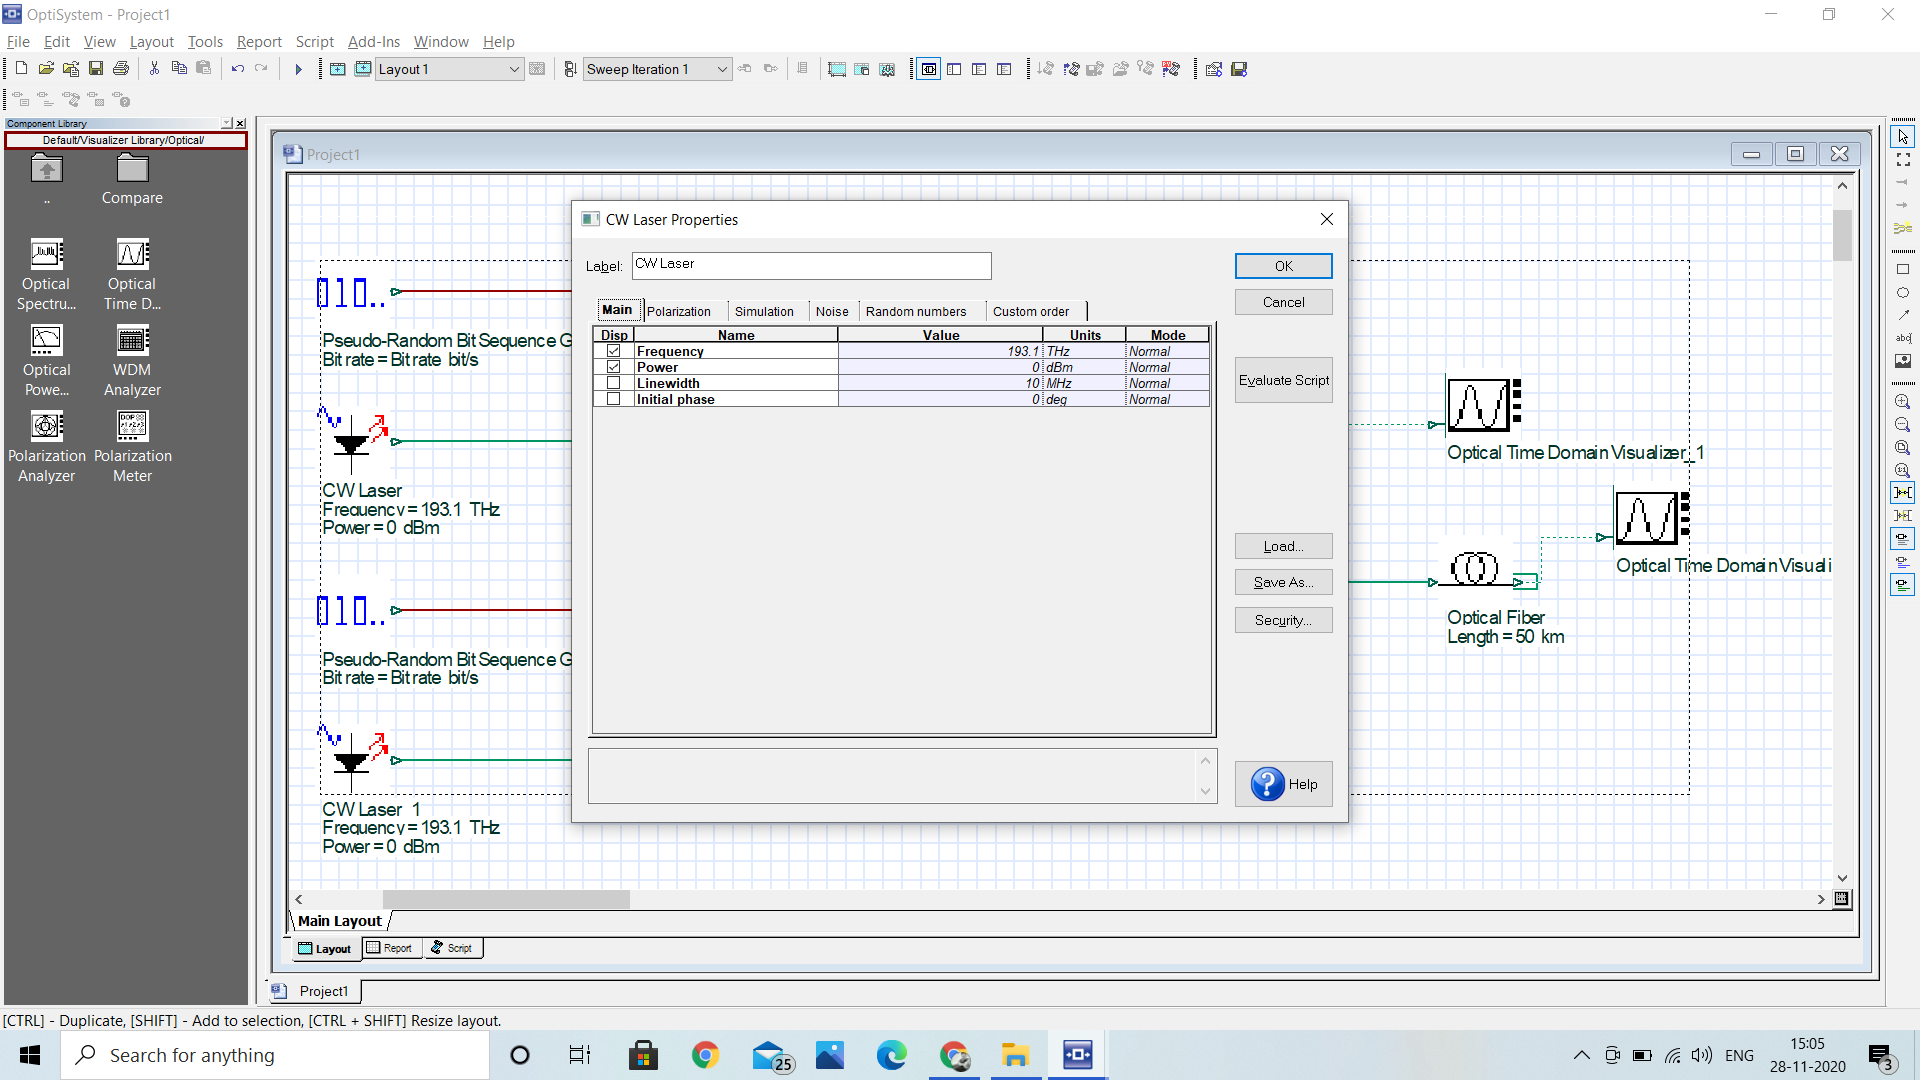 OptiSystem - Project1
File Edit View Layout Tools Report Script Add-Ins Window Help
Layout 1
Sweep Iteration 1
Component Library
Default/Visualizer Library/Optical/
..
Compare
Optical Spectru...
Optical Time D...
Optical Powe...
WDM Analyzer
Polarization Analyzer
Polarization Meter
Project1
Pseudo-Random Bit Sequence G
Bit rate = Bit rate bit/s
CW Laser
Frequency = 193.1 THz
Power = 0 dBm
Pseudo-Random Bit Sequence G
Bit rate = Bit rate bit/s
CW Laser_1
Frequency = 193.1 THz
Power = 0 dBm
CW Laser Properties
Label: CW Laser
OK
Cancel
Evaluate Script
Load...
Save As...
Security...
Help
Main Polarization Simulation Noise Random numbers Custom order
Disp Name Value Units Mode
Frequency 193.1 THz Normal
Power 0 dBm Normal
Linewidth 10 MHz Normal
Initial phase 0 deg Normal
Optical Time Domain Visualizer_1
Optical Time Domain Visuali
Optical Fiber
Length = 50 km
Main Layout
Layout Report Script
Project1
[CTRL] - Duplicate, [SHIFT] - Add to selection, [CTRL + SHIFT] Resize layout.
Search for anything
25
ENG
15:05
28-11-2020
3